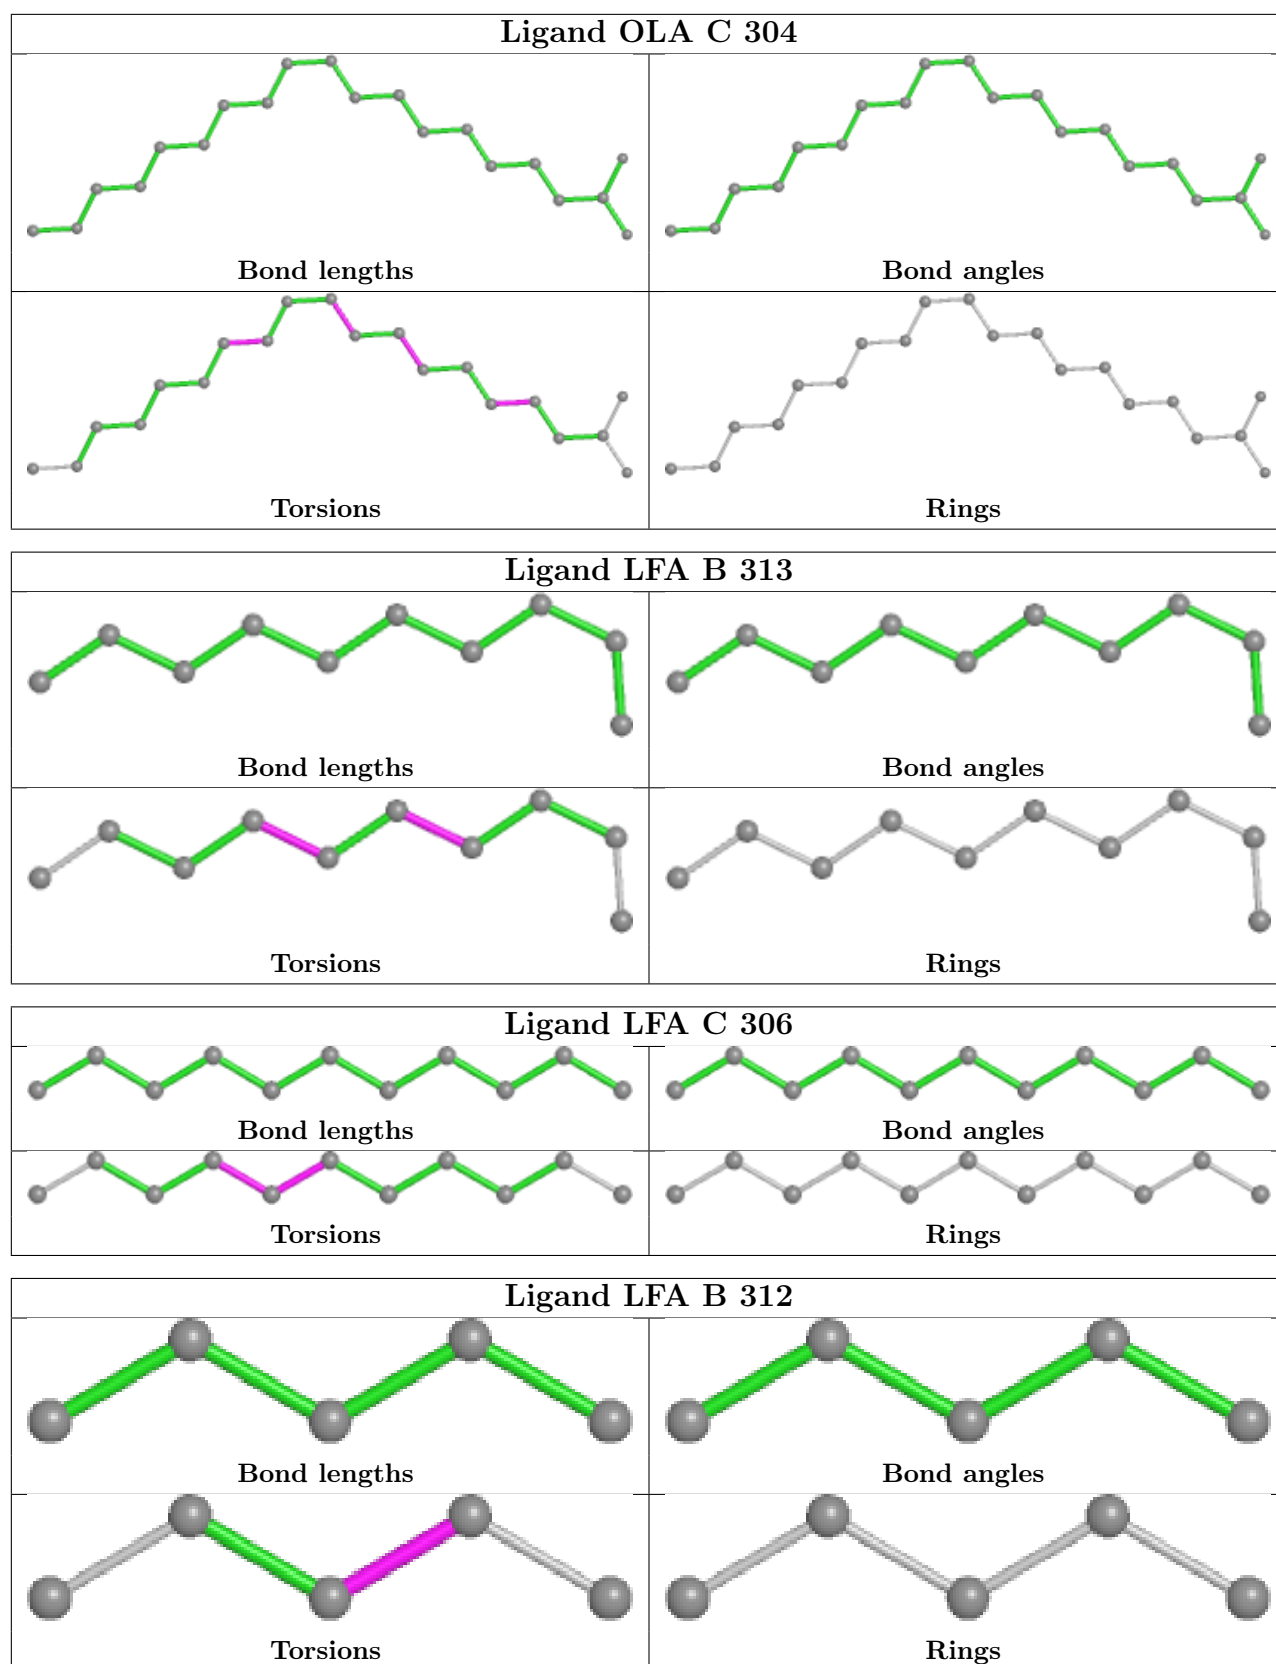 Ligand OLA C 304
Bond lengths
Bond angles
Torsions
Rings
Ligand LFA B 313
Bond lengths
Bond angles
Torsions
Rings
Ligand LFA C 306
Bond lengths
Bond angles
Torsions
Rings
Ligand LFA B 312
Bond lengths
Bond angles
Torsions
Rings